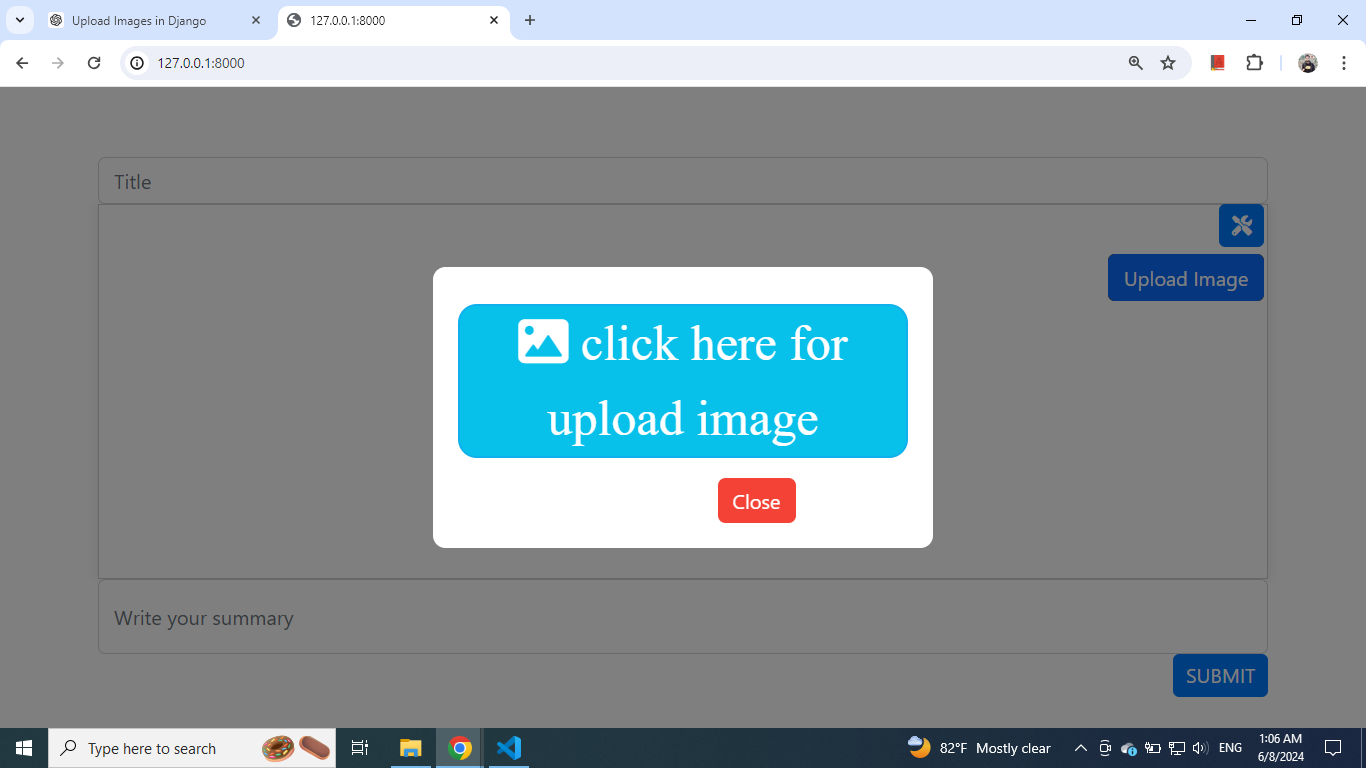 Upload Images in Django
127.0.0.1:8000
127.0.0.1:8000
Title
Upload Image
click here for
upload image
Close
Write your summary
SUBMIT
Type here to search
82°F Mostly clear
ENG
1:06 AM
6/8/2024